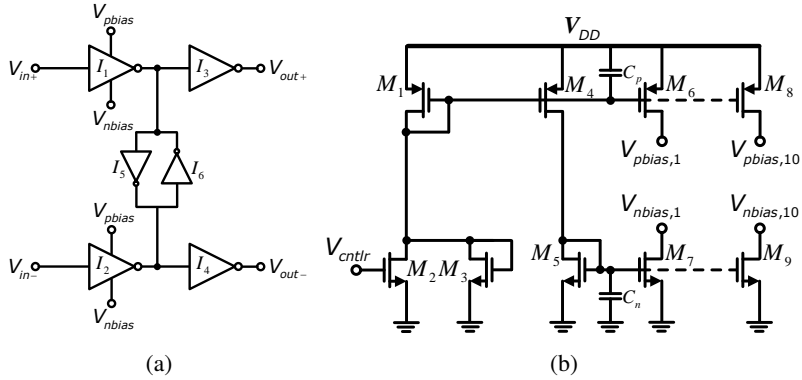 V_pbias
V_in+
I_1
I_3
V_out+
V_nbias
I_5
I_6
V_pbias
V_in-
I_2
I_4
V_out-
V_nbias
(a)
V_DD
M_1
M_4
C_p
M_6
M_8
V_pbias,1
V_pbias,10
V_nbias,1
V_nbias,10
V_cntlr
M_2
M_3
M_5
M_7
M_9
C_n
(b)